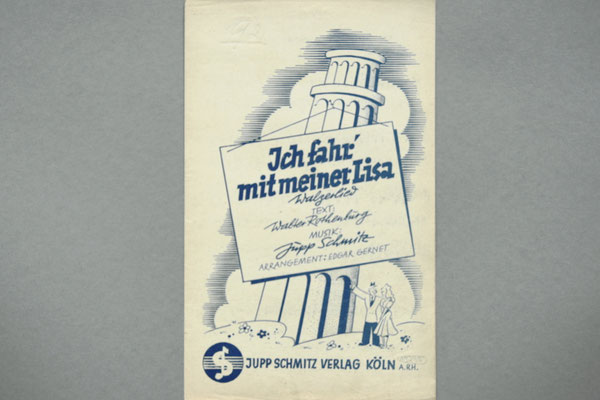 Ich fahr'
mit meiner Lisa
Walzerlied
TEXT:
Walter Rothenburg
MUSIK:
Jupp Schmitz
ARRANGEMENT: EDGAR GERNET
JUPP SCHMITZ VERLAG KÖLN A. RH.